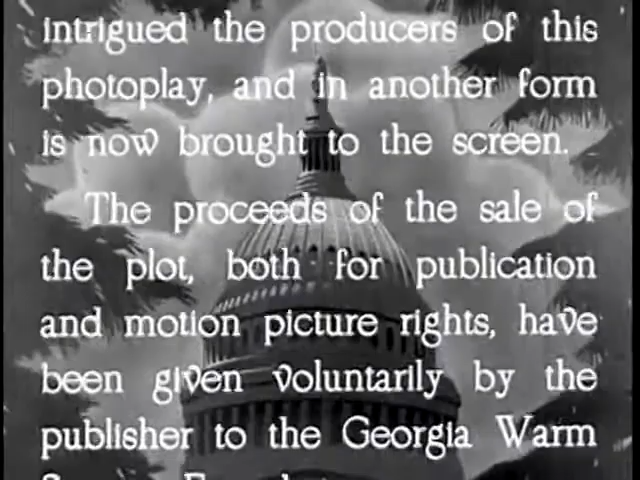 intrigued the producers of this
photoplay, and in another form
is now brought to the screen.
The proceeds of the sale of
the plot, both for publication
and motion picture rights, have
been given voluntarily by the
publisher to the Georgia Warm